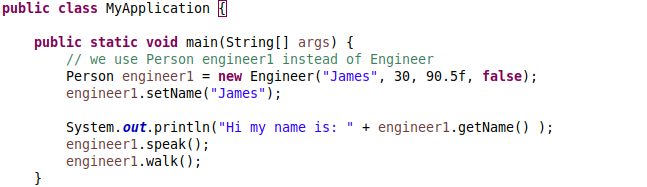 public class MyApplication {
public static void main(String[] args) {
// we use Person engineer1 instead of Engineer
Person engineer1 = new Engineer("James", 30, 90.5f, false);
engineer1.setName("James");
System.out.println("Hi my name is: " + engineer1.getName() );
engineer1.speak();
engineer1.walk();
}